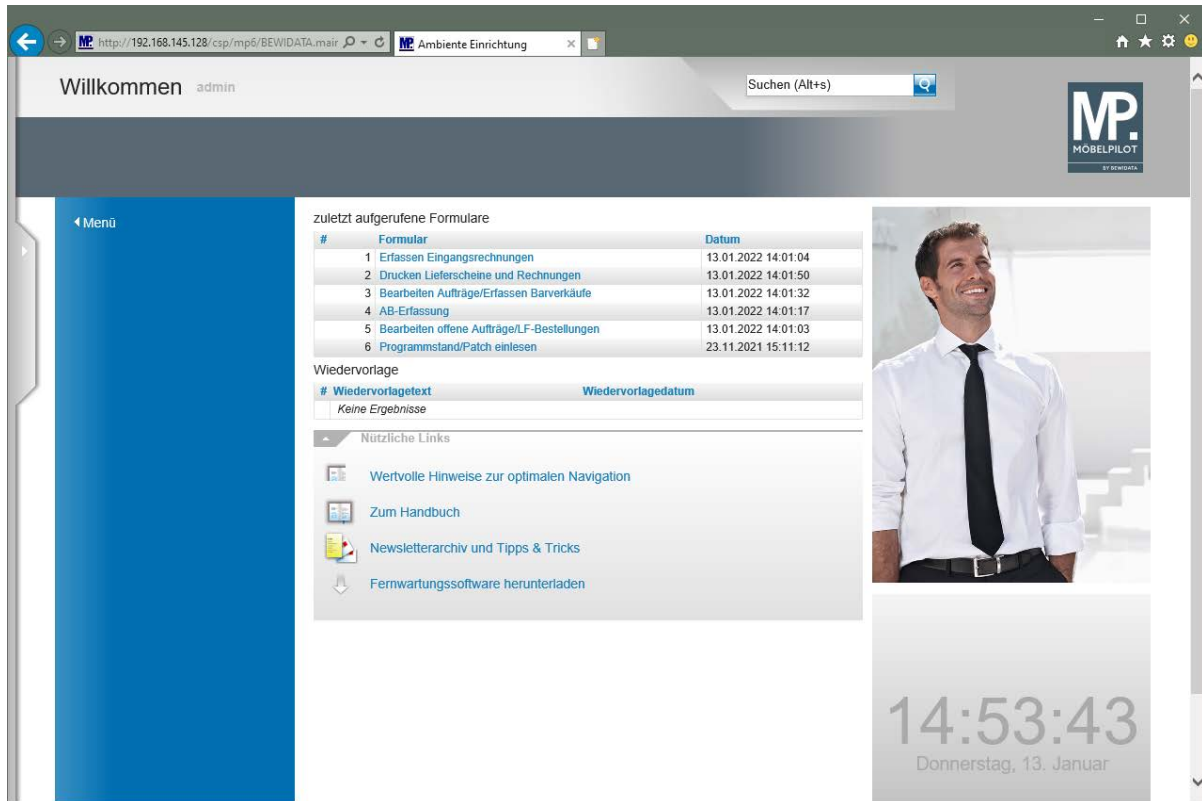 http://192.168.145.128/csp/mp6/BEWIDATA.mair
Ambiente Einrichtung
Willkommen admin
Suchen (Alt+s)
MP.
MÖBELPILOT
BY BEWIDATA
Menü
zuletzt aufgerufene Formulare
# Formular Datum
1 Erfassen Eingangsrechnungen 13.01.2022 14:01:04
2 Drucken Lieferscheine und Rechnungen 13.01.2022 14:01:50
3 Bearbeiten Aufträge/Erfassen Barverkäufe 13.01.2022 14:01:32
4 AB-Erfassung 13.01.2022 14:01:17
5 Bearbeiten offene Aufträge/LF-Bestellungen 13.01.2022 14:01:03
6 Programmstand/Patch einlesen 23.11.2021 15:11:12
Wiedervorlage
# Wiedervorlagetext Wiedervorlagedatum
Keine Ergebnisse
Nützliche Links
Wertvolle Hinweise zur optimalen Navigation
Zum Handbuch
Newsletterarchiv und Tipps & Tricks
Fernwartungssoftware herunterladen
14:53:43
Donnerstag, 13. Januar